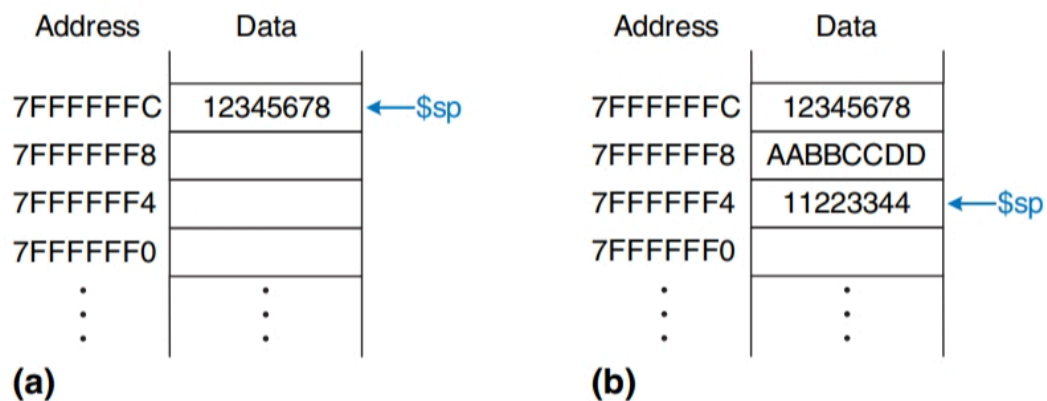 Address Data
7FFFFFFC 12345678 $sp
7FFFFFF8
7FFFFFF4
7FFFFFF0
(a)
Address Data
7FFFFFFC 12345678
7FFFFFF8 AABBCCDD
7FFFFFF4 11223344 $sp
7FFFFFF0
(b)